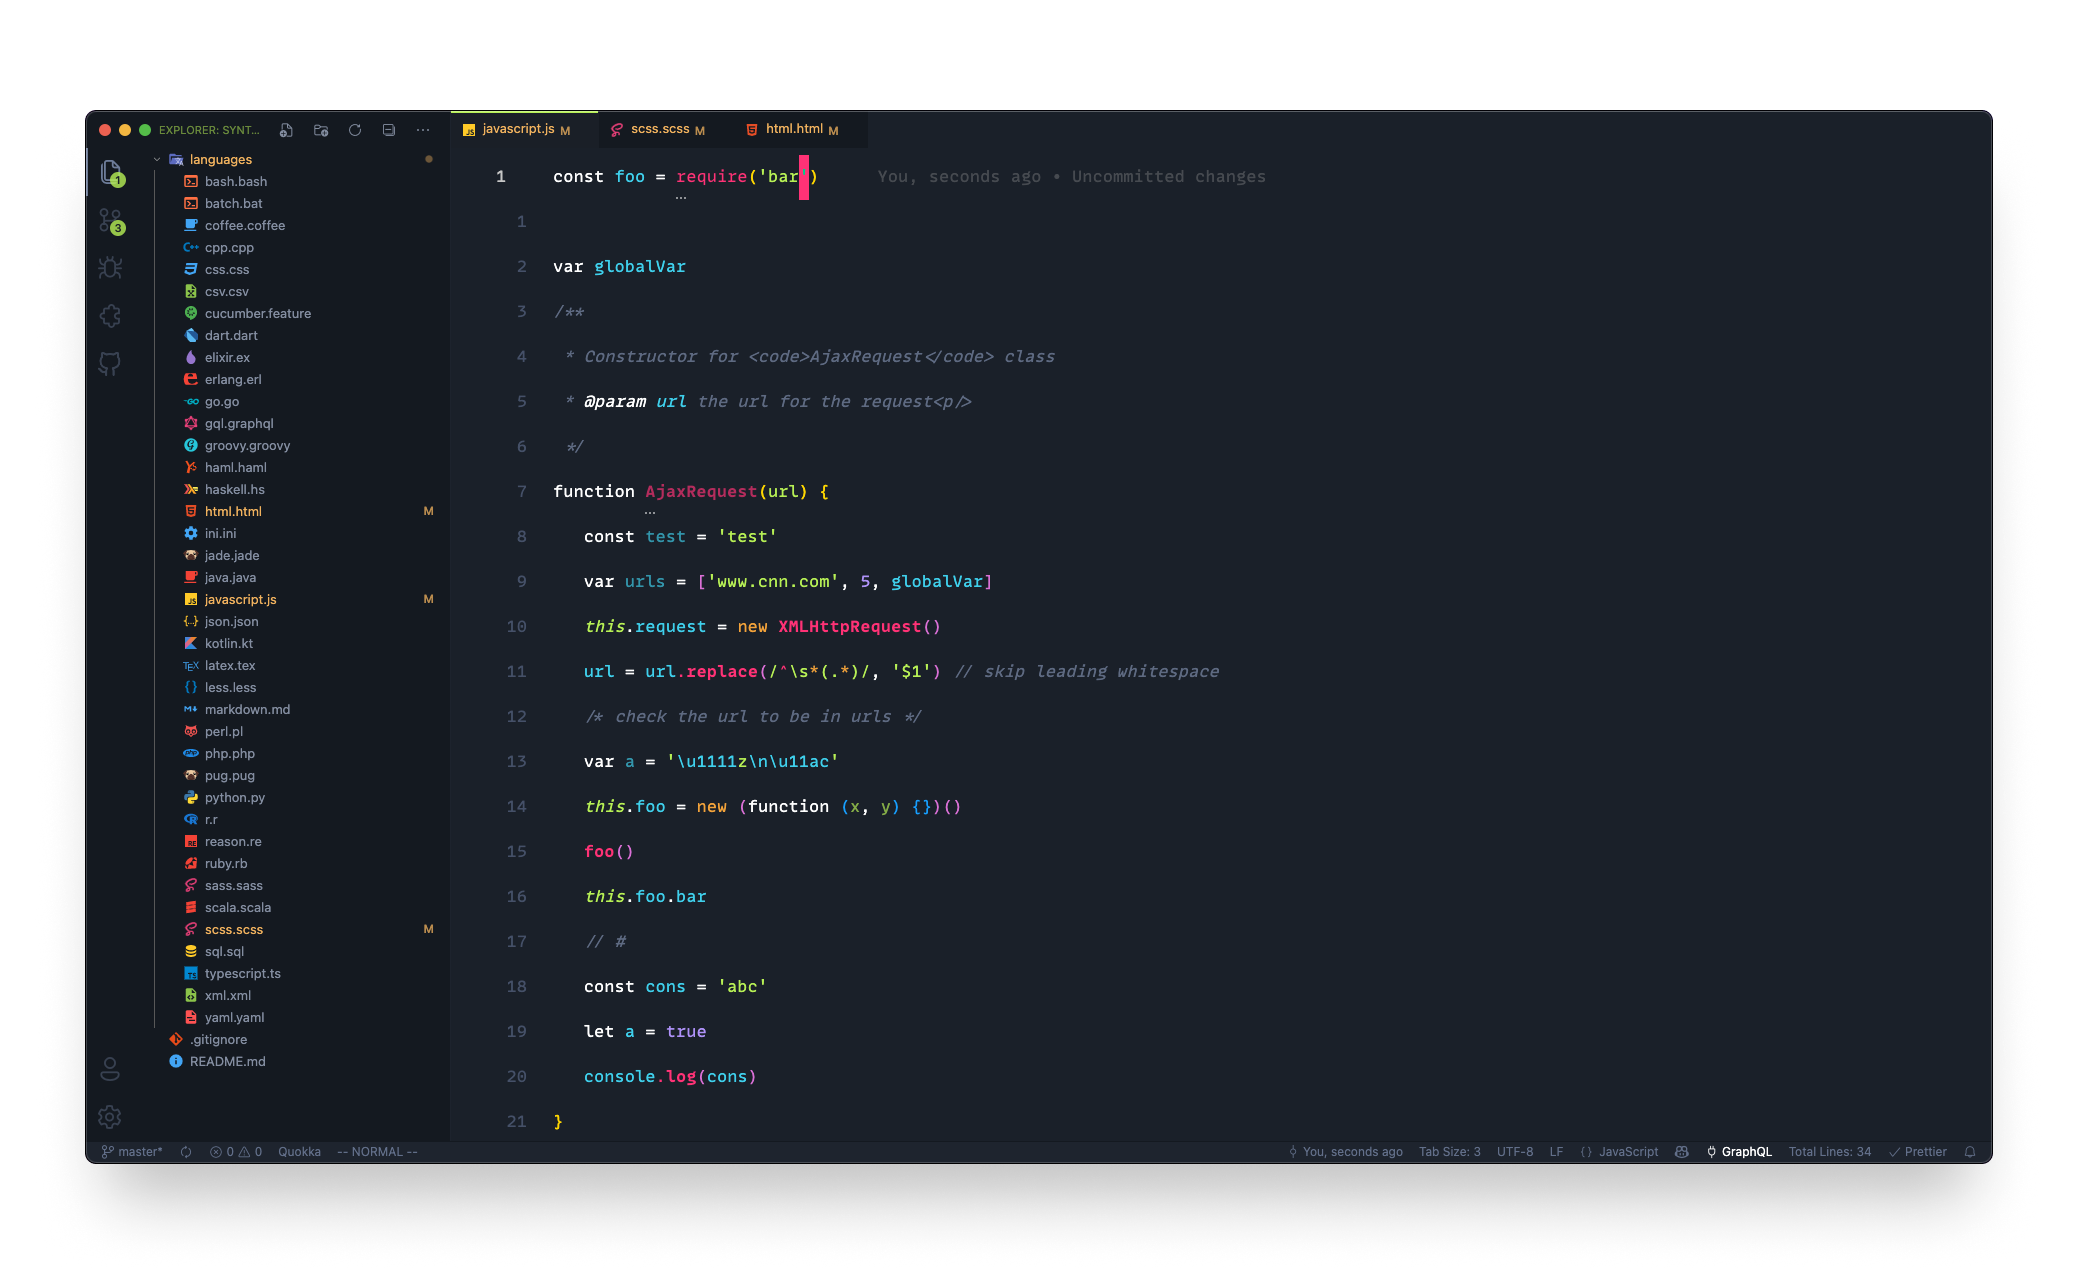 EXPLORER: SYNT...
languages
bash.bash
batch.bat
coffee.coffee
cpp.cpp
css.css
csv.csv
cucumber.feature
dart.dart
elixir.ex
erlang.erl
go.go
gql.graphql
groovy.groovy
haml.haml
haskell.hs
html.html M
ini.ini
jade.jade
java.java
javascript.js M
json.json
kotlin.kt
latex.tex
less.less
markdown.md
perl.pl
php.php
pug.pug
python.py
r.r
reason.re
ruby.rb
sass.sass
scala.scala
scss.scss M
sql.sql
typescript.ts
xml.xml
yaml.yaml
.gitignore
README.md
1
3
javascript.js M scss.scss M html.html M
1 const foo = require('bar') You, seconds ago • Uncommitted changes
1
2 var globalVar
3 /**
4 * Constructor for <code>AjaxRequest</code> class
5 * @param url the url for the request<p/>
6 */
7 function AjaxRequest(url) {
8 const test = 'test'
9 var urls = ['www.cnn.com', 5, globalVar]
10 this.request = new XMLHttpRequest()
11 url = url.replace(/^\s*(.*)/, '$1') // skip leading whitespace
12 /* check the url to be in urls */
13 var a = '\u1111z\n\u11ac'
14 this.foo = new (function (x, y) {})()
15 foo()
16 this.foo.bar
17 // #
18 const cons = 'abc'
19 let a = true
20 console.log(cons)
21 }
master* 0 0 Quokka -- NORMAL -- You, seconds ago Tab Size: 3 UTF-8 LF {} JavaScript GraphQL Total Lines: 34 Prettier